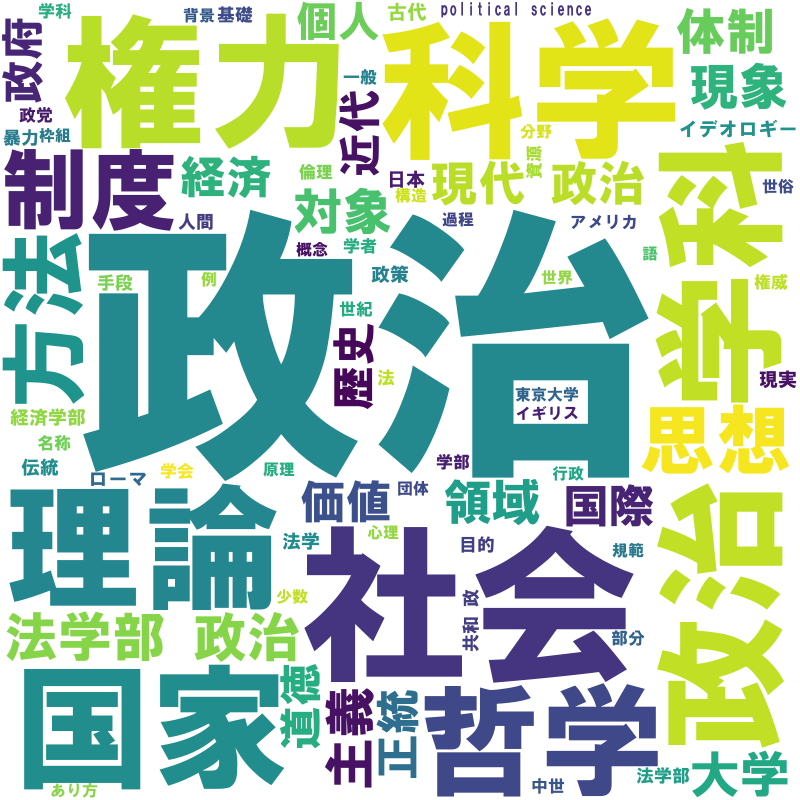 学科
背景
基礎
個人
古代
political science
体制
政府
権力
科学
現象
政党
一般
近代
分野
イデオロギー
暴力
枠組
制度
経済
倫理
日本
現代 政治
資源
学科
世俗
対象
構造
人間
過程
アメリカ
方法
概念
学者
語
政治
手段
例
政策
世界
権威
世紀
歴史
法
現実
東京大学
イギリス
経済学部
思想
名称
伝統
ローマ
学会
原理
学部
行政
理論
価値
団体
領域
国際
政治
法学
心理
目的
規範
社会
少数
法学部 政治
共和 政
部分
国家
道徳
主義
正統
哲学
大学
法学部
あり方
中世